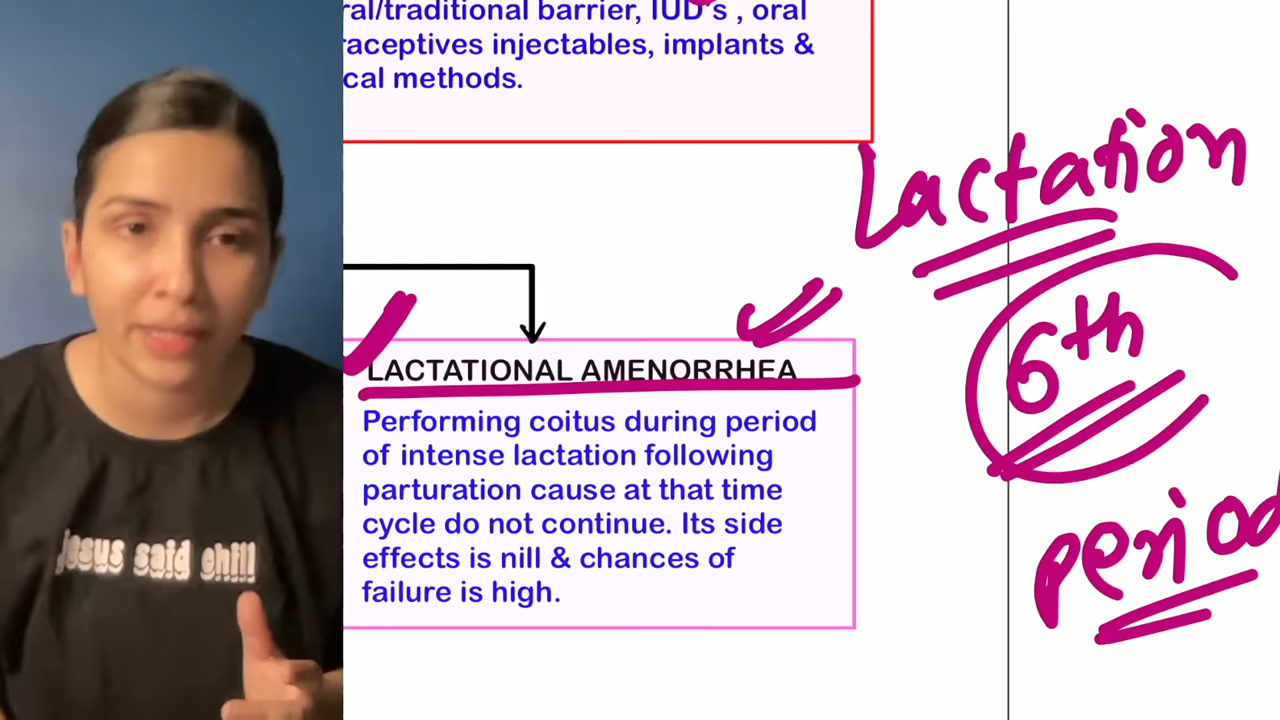 ral/traditional barrier, IUD's , oral
raceptives injectables, implants &
cal methods.
Lactation
6th
period
LACTATIONAL AMENORRHEA
Performing coitus during period
of intense lactation following
parturation cause at that time
cycle do not continue. Its side
effects is nill & chances of
failure is high.
jesus said chill